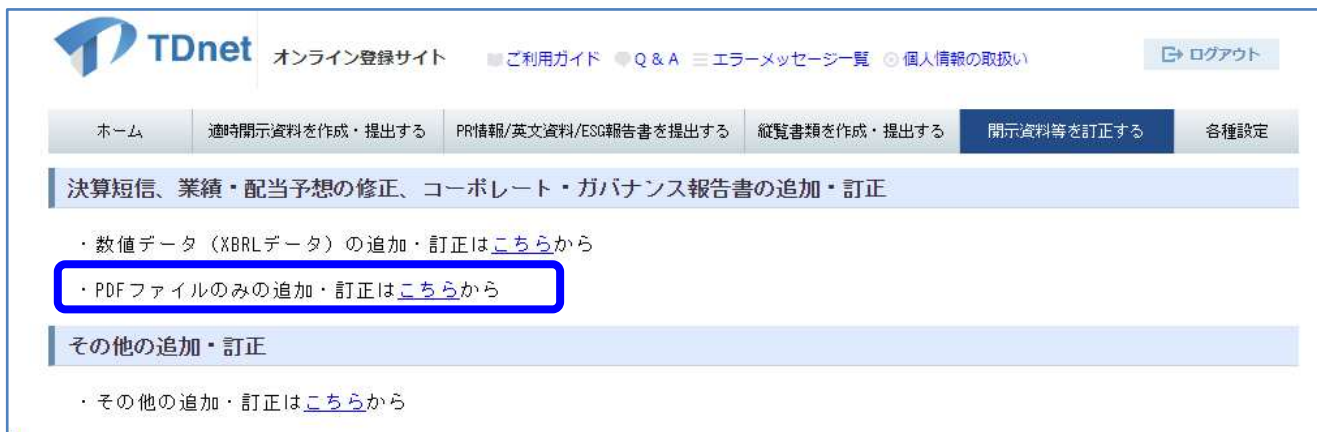 TDnet オンライン登録サイト ご利用ガイド Q & A エラーメッセージ一覧 個人情報の取扱い ログアウト
ホーム 適時開示資料を作成・提出する PR情報/英文資料/ESG報告書を提出する 縦覧書類を作成・提出する 開示資料等を訂正する 各種設定
決算短信、業績・配当予想の修正、コーポレート・ガバナンス報告書の追加・訂正
・数値データ（XBRLデータ）の追加・訂正はこちらから
・PDFファイルのみの追加・訂正はこちらから
その他の追加・訂正
・その他の追加・訂正はこちらから